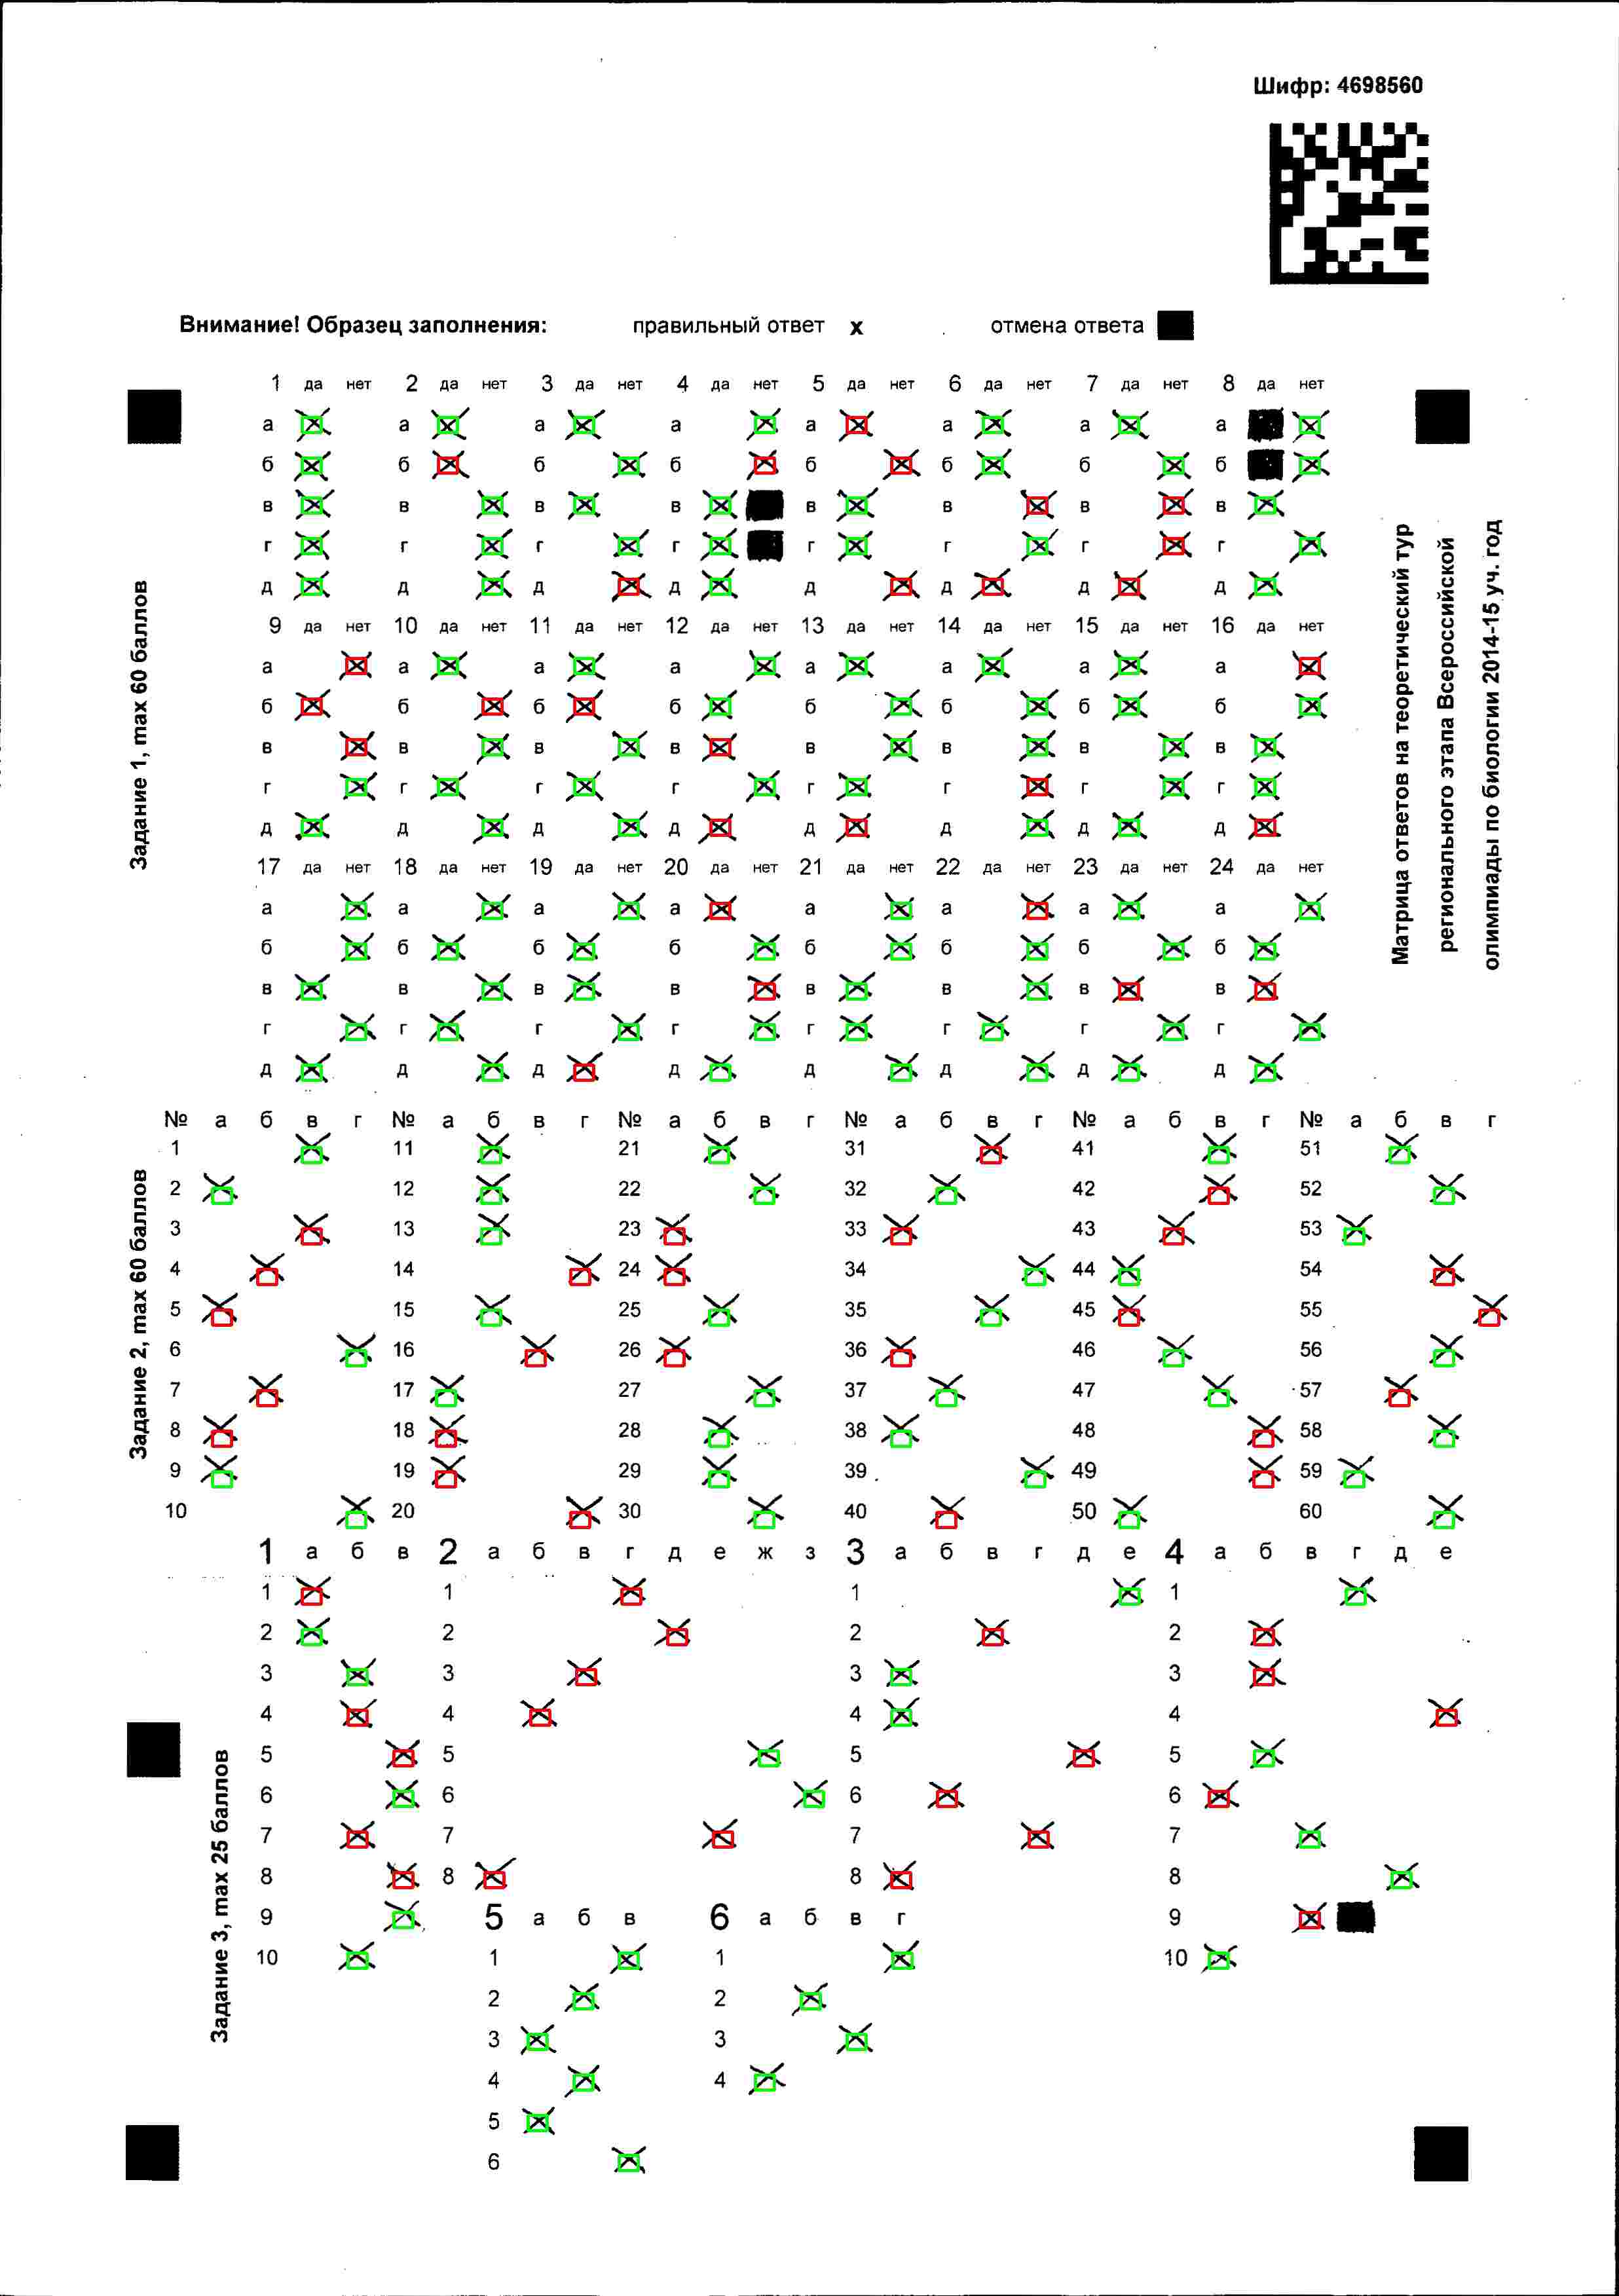 Шифр: 4698560
Внимание! Образец заполнения: правильный ответ x отмена ответа
1 да нет 2 да нет 3 да нет 4 да нет 5 да нет 6 да нет 7 да нет 8 да нет
а а а а а а а а
б б б б б б б б
в в в в в в в в
г г г г г г г г
д д д д д д д д
9 да нет 10 да нет 11 да нет 12 да нет 13 да нет 14 да нет 15 да нет 16 да нет
а а а а а а а а
б б б б б б б б
в в в в в в в в
г г г г г г г г
д д д д д д д д
17 да нет 18 да нет 19 да нет 20 да нет 21 да нет 22 да нет 23 да нет 24 да нет
а а а а а а а а
б б б б б б б б
в в в в в в в в
г г г г г г г г
д д д д д д д д
Задание 1, max 60 баллов
Матрица ответов на теоретический тур
регионального этапа Всероссийской
олимпиады по биологии 2014-15 уч. год
№ а б в г № а б в г № а б в г № а б в г № а б в г № а б в г
1 11 21 31 41 51
2 12 22 32 42 52
3 13 23 33 43 53
4 14 24 34 44 54
5 15 25 35 45 55
6 16 26 36 46 56
7 17 27 37 47 57
8 18 28 38 48 58
9 19 29 39 49 59
10 20 30 40 50 60
Задание 2, max 60 баллов
1 а б в 2 а б в г д е ж з 3 а б в г д е 4 а б в г д е
1 1 1 1
2 2 2 2
3 3 3 3
4 4 4 4
5 5 5 5
6 6 6 6
7 7 7 7
8 8 8 8
9 5 а б в 6 а б в г 9
10 1 1 10
2 2
3 3
4 4
5
6
Задание 3, max 25 баллов